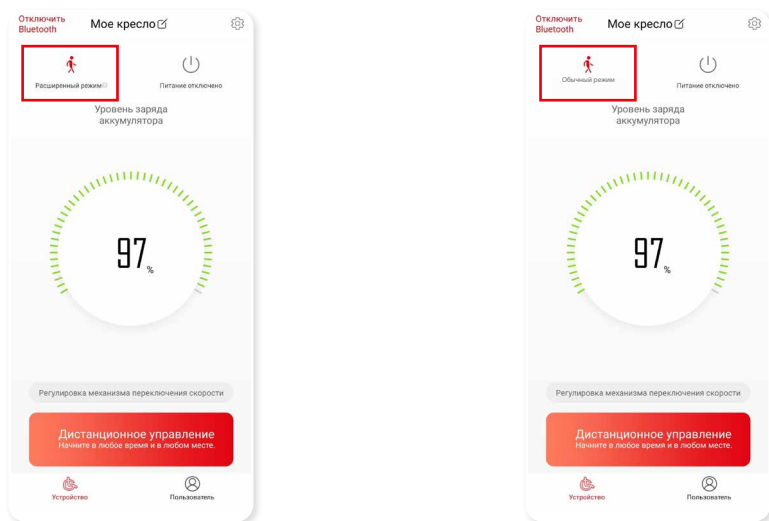 Отключить
Bluetooth
Мое кресло
Расширенный режим
Питание отключено
Уровень заряда
аккумулятора
97 %
Регулировка механизма переключения скорости
Дистанционное управление
Начните в любое время и в любом месте.
Устройство
Пользователь
Отключить
Bluetooth
Мое кресло
Обычный режим
Питание отключено
Уровень заряда
аккумулятора
97 %
Регулировка механизма переключения скорости
Дистанционное управление
Начните в любое время и в любом месте.
Устройство
Пользователь